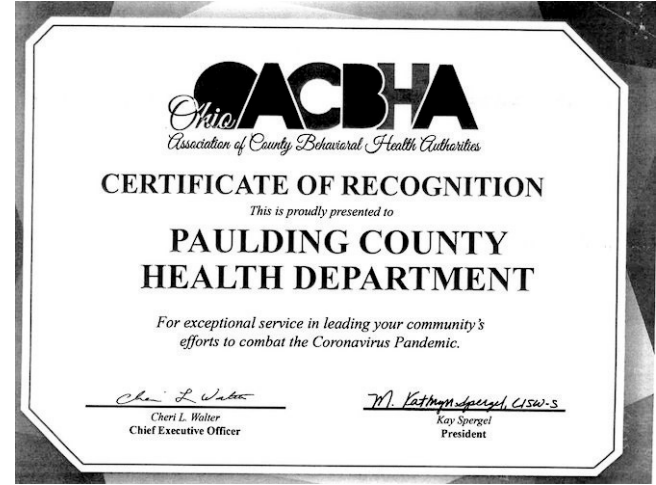 OACBHA
Ohio
Association of County Behavioral Health Authorities
CERTIFICATE OF RECOGNITION
This is proudly presented to
PAULDING COUNTY
HEALTH DEPARTMENT
For exceptional service in leading your community's
efforts to combat the Coronavirus Pandemic.
Cheri L Walter
M. Kathryn Spergel, LISW-S
Cheri L. Walter
Kay Spergel
Chief Executive Officer
President